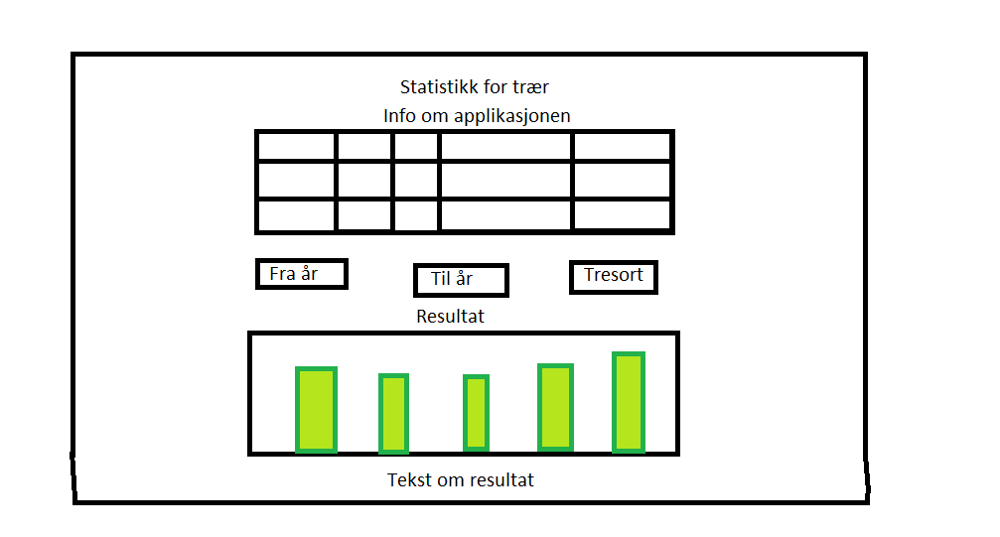 Statistikk for trær
Info om applikasjonen
Fra år
Til år
Tresort
Resultat
Tekst om resultat